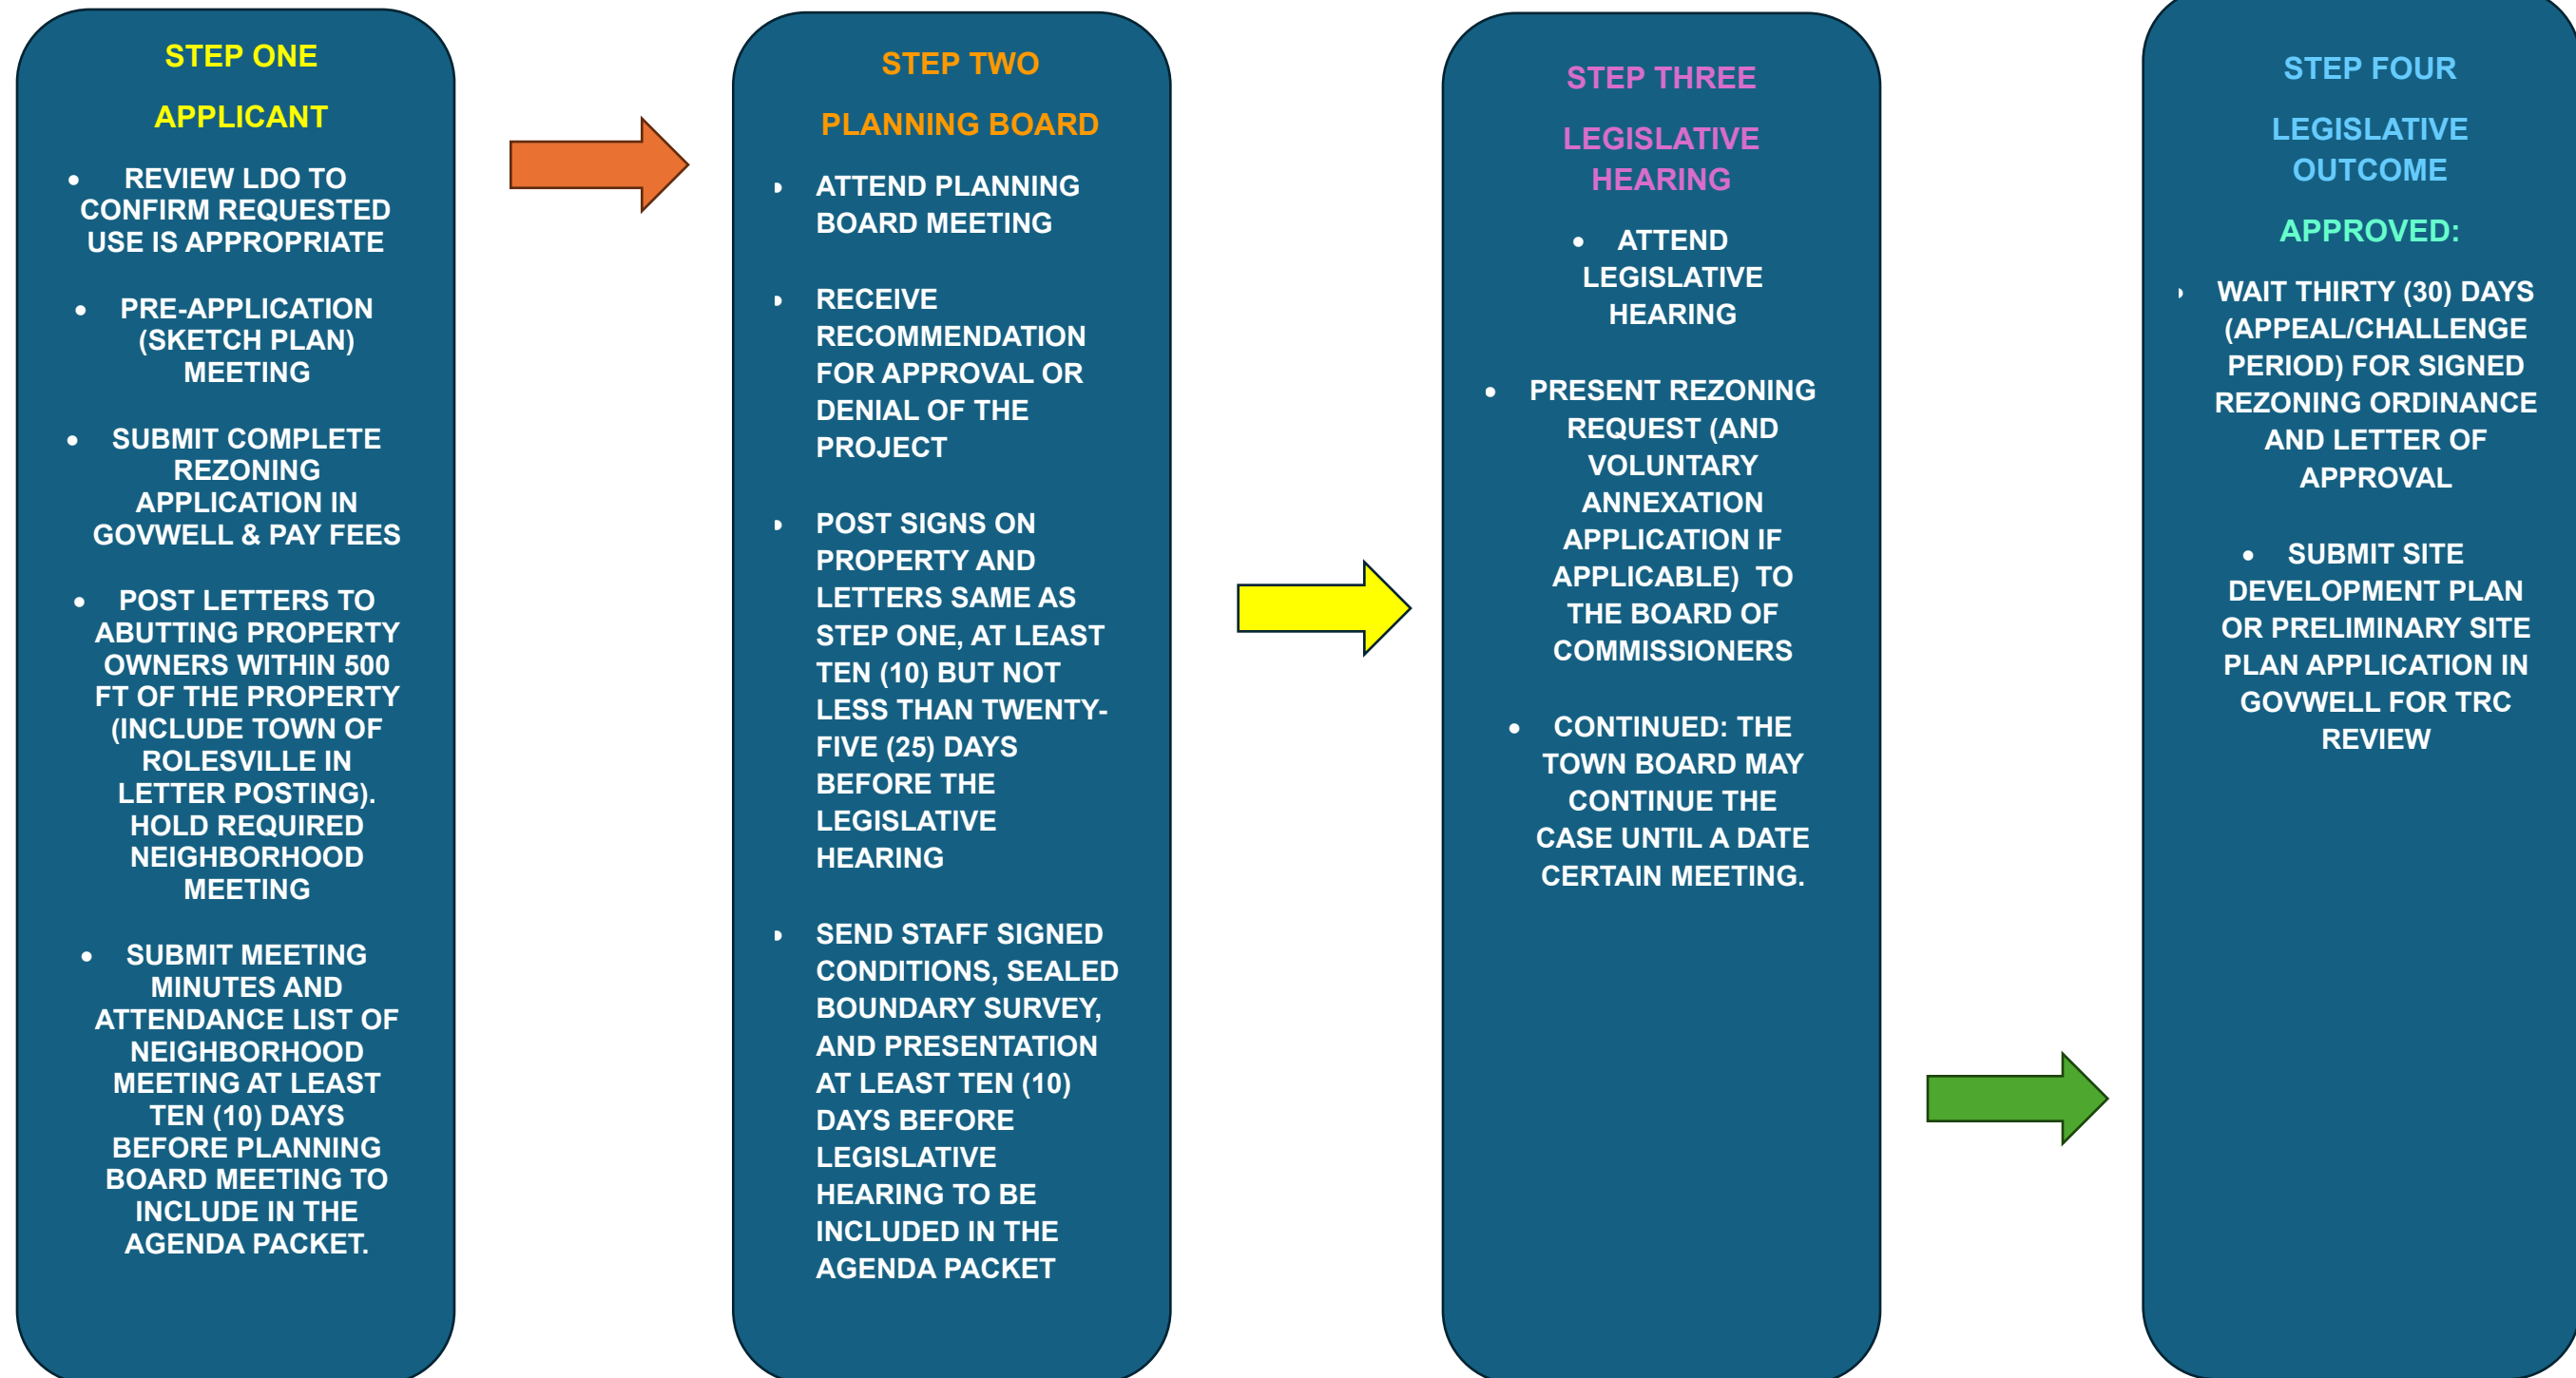 STEP ONE
APPLICANT
• REVIEW LDO TO
CONFIRM REQUESTED
USE IS APPROPRIATE
• PRE-APPLICATION
(SKETCH PLAN)
MEETING
• SUBMIT COMPLETE
REZONING
APPLICATION IN
GOVWELL & PAY FEES
• POST LETTERS TO
ABUTTING PROPERTY
OWNERS WITHIN 500
FT OF THE PROPERTY
(INCLUDE TOWN OF
ROLESVILLE IN
LETTER POSTING).
HOLD REQUIRED
NEIGHBORHOOD
MEETING
• SUBMIT MEETING
MINUTES AND
ATTENDANCE LIST OF
NEIGHBORHOOD
MEETING AT LEAST
TEN (10) DAYS
BEFORE PLANNING
BOARD MEETING TO
INCLUDE IN THE
AGENDA PACKET.
STEP TWO
PLANNING BOARD
• ATTEND PLANNING
BOARD MEETING
• RECEIVE
RECOMMENDATION
FOR APPROVAL OR
DENIAL OF THE
PROJECT
• POST SIGNS ON
PROPERTY AND
LETTERS SAME AS
STEP ONE, AT LEAST
TEN (10) BUT NOT
LESS THAN TWENTY-
FIVE (25) DAYS
BEFORE THE
LEGISLATIVE
HEARING
• SEND STAFF SIGNED
CONDITIONS, SEALED
BOUNDARY SURVEY,
AND PRESENTATION
AT LEAST TEN (10)
DAYS BEFORE
LEGISLATIVE
HEARING TO BE
INCLUDED IN THE
AGENDA PACKET
STEP THREE
LEGISLATIVE
HEARING
• ATTEND
LEGISLATIVE
HEARING
• PRESENT REZONING
REQUEST (AND
VOLUNTARY
ANNEXATION
APPLICATION IF
APPLICABLE) TO
THE BOARD OF
COMMISSIONERS
• CONTINUED: THE
TOWN BOARD MAY
CONTINUE THE
CASE UNTIL A DATE
CERTAIN MEETING.
STEP FOUR
LEGISLATIVE
OUTCOME
APPROVED:
• WAIT THIRTY (30) DAYS
(APPEAL/CHALLENGE
PERIOD) FOR SIGNED
REZONING ORDINANCE
AND LETTER OF
APPROVAL
• SUBMIT SITE
DEVELOPMENT PLAN
OR PRELIMINARY SITE
PLAN APPLICATION IN
GOVWELL FOR TRC
REVIEW